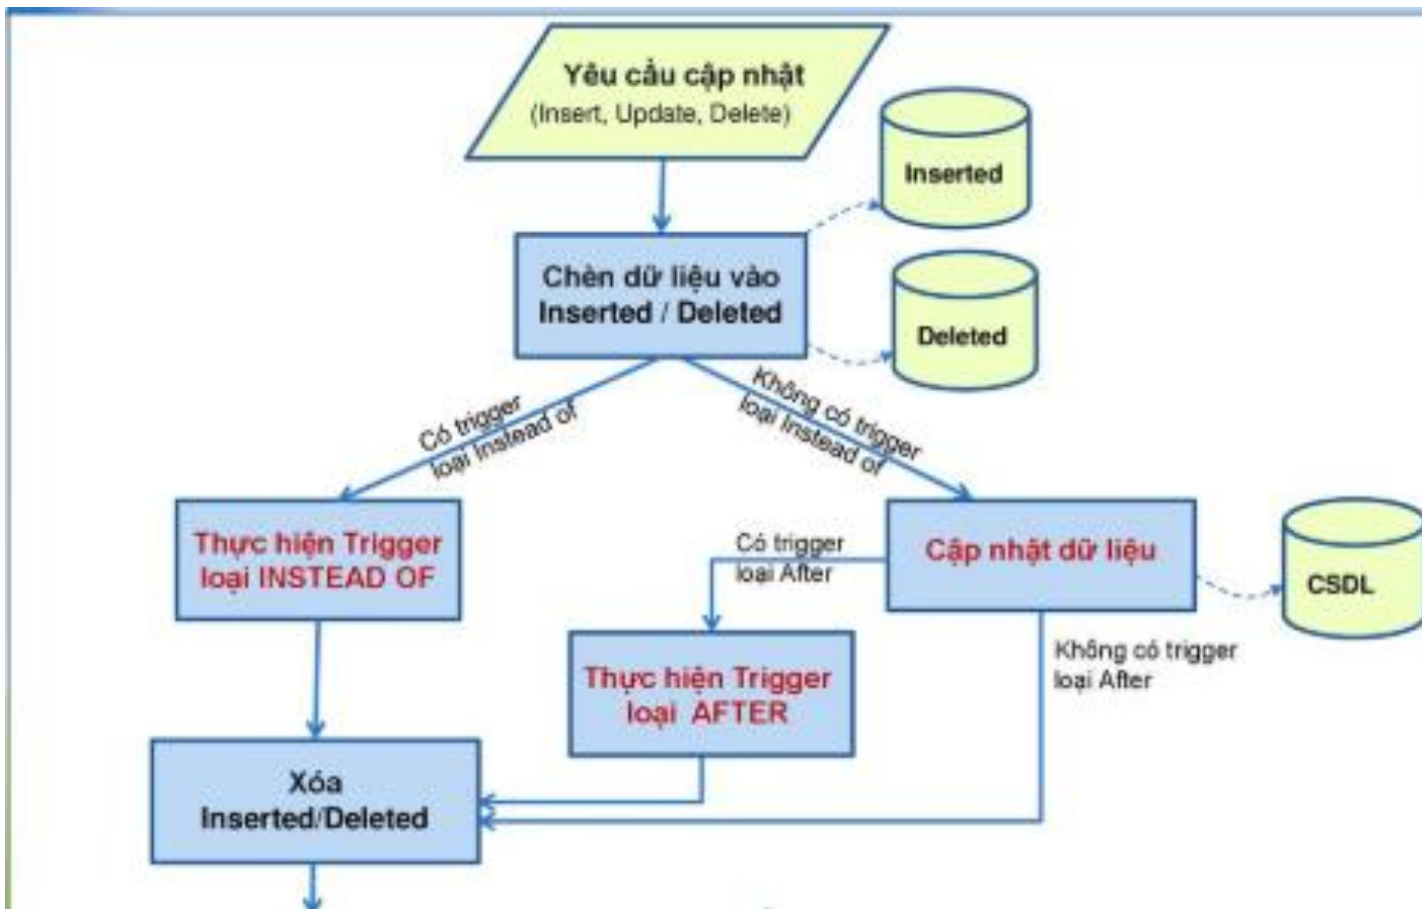 Yêu cầu cập nhật
(Insert, Update, Delete)
Inserted
Chèn dữ liệu vào
Inserted / Deleted
Deleted
Có trigger
loại Instead of
Không có trigger
loại Instead of
Thực hiện Trigger
loại INSTEAD OF
Có trigger
loại After
Cập nhật dữ liệu
CSDL
Không có trigger
loại After
Thực hiện Trigger
loại AFTER
Xóa
Inserted/Deleted